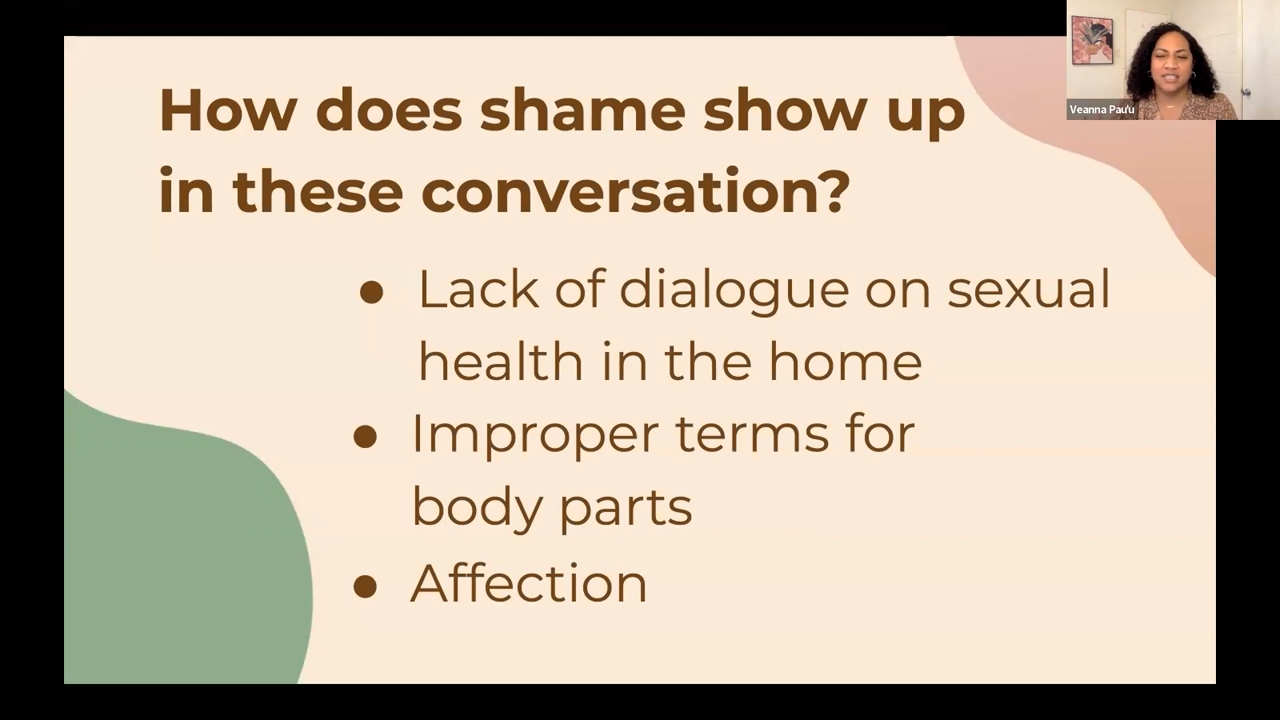 How does shame show up
in these conversation?
● Lack of dialogue on sexual
health in the home
● Improper terms for
body parts
● Affection
Veanna Pau'u